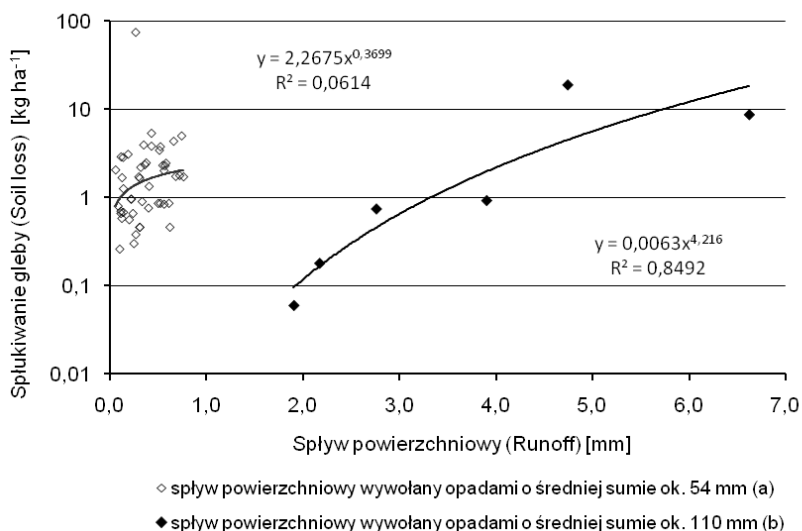 100
10
1
0,1
0,01
Spłukiwanie gleby (Soil loss) [kg ha⁻¹]
y = 2,2675x^0,3699
R² = 0,0614
y = 0,0063x^4,216
R² = 0,8492
0,0 1,0 2,0 3,0 4,0 5,0 6,0 7,0
Spływ powierzchniowy (Runoff) [mm]
spływ powierzchniowy wywołany opadami o średniej sumie ok. 54 mm (a)
spływ powierzchniowy wywołany opadami o średniej sumie ok. 110 mm (b)